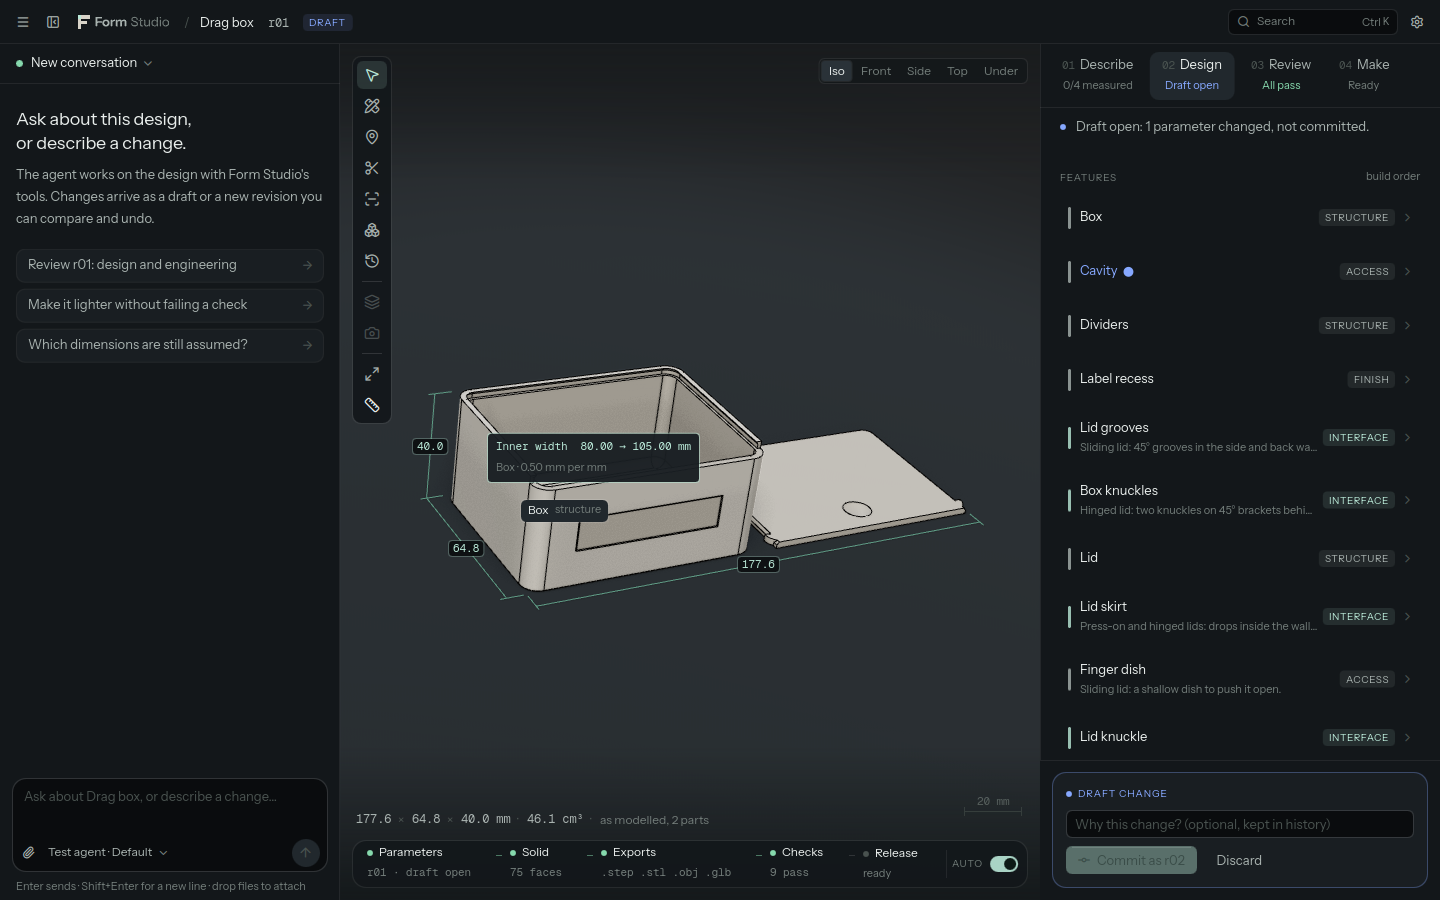 Form Studio / Drag box r01 DRAFT
Search Ctrl K
New conversation
Ask about this design,
or describe a change.
The agent works on the design with Form Studio's
tools. Changes arrive as a draft or a new revision you
can compare and undo.
Review r01: design and engineering
Make it lighter without failing a check
Which dimensions are still assumed?
Ask about Drag box, or describe a change...
Test agent · Default
Enter sends · Shift+Enter for a new line · drop files to attach
Iso Front Side Top Under
40.0
Inner width 80.00 → 105.00 mm
Box · 0.50 mm per mm
Box structure
64.8
177.6
20 mm
177.6 × 64.8 × 40.0 mm · 46.1 cm³ · as modelled, 2 parts
Parameters
r01 · draft open
Solid
75 faces
Exports
.step .stl .obj .glb
Checks
9 pass
Release
ready
AUTO
01 Describe
0/4 measured
02 Design
Draft open
03 Review
All pass
04 Make
Ready
Draft open: 1 parameter changed, not committed.
FEATURES build order
Box STRUCTURE
Cavity ACCESS
Dividers STRUCTURE
Label recess FINISH
Lid grooves INTERFACE
Sliding lid: 45° grooves in the side and back wa...
Box knuckles INTERFACE
Hinged lid: two knuckles on 45° brackets behi...
Lid STRUCTURE
Lid skirt INTERFACE
Press-on and hinged lids: drops inside the wall...
Finger dish ACCESS
Sliding lid: a shallow dish to push it open.
Lid knuckle INTERFACE
DRAFT CHANGE
Why this change? (optional, kept in history)
Commit as r02 Discard